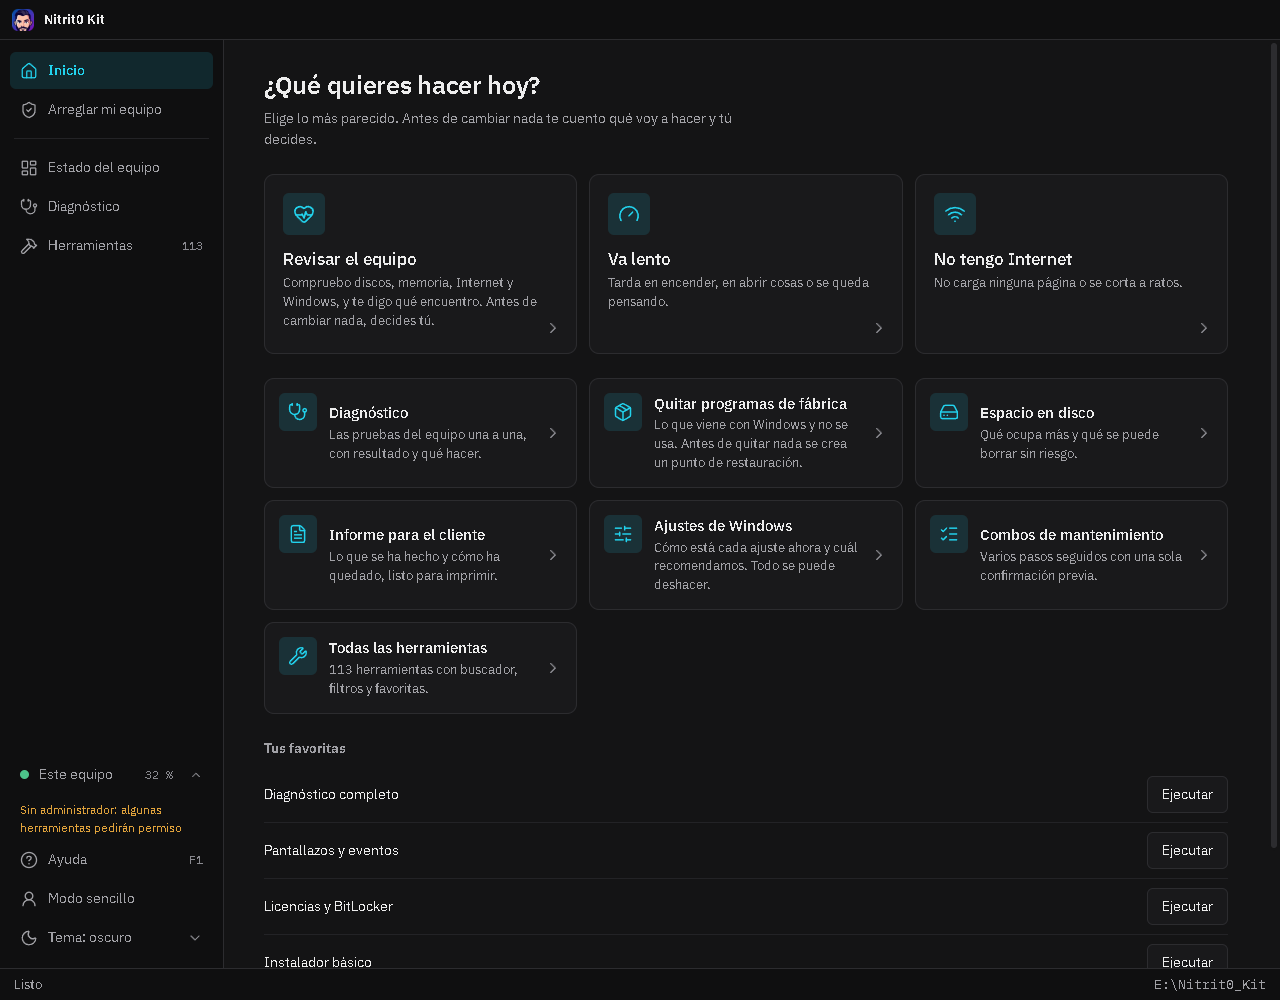 Nitrit0 Kit
Inicio
Arreglar mi equipo
Estado del equipo
Diagnóstico
Herramientas 113
¿Qué quieres hacer hoy?
Elige lo más parecido. Antes de cambiar nada te cuento qué voy a hacer y tú
decides.
Revisar el equipo
Compruebo discos, memoria, Internet y
Windows, y te digo qué encuentro. Antes de
cambiar nada, decides tú.
Va lento
Tarda en encender, en abrir cosas o se queda
pensando.
No tengo Internet
No carga ninguna página o se corta a ratos.
Diagnóstico
Las pruebas del equipo una a una,
con resultado y qué hacer.
Quitar programas de fábrica
Lo que viene con Windows y no se
usa. Antes de quitar nada se crea
un punto de restauración.
Espacio en disco
Qué ocupa más y qué se puede
borrar sin riesgo.
Informe para el cliente
Lo que se ha hecho y cómo ha
quedado, listo para imprimir.
Ajustes de Windows
Cómo está cada ajuste ahora y cuál
recomendamos. Todo se puede
deshacer.
Combos de mantenimiento
Varios pasos seguidos con una sola
confirmación previa.
Todas las herramientas
113 herramientas con buscador,
filtros y favoritas.
Tus favoritas
Diagnóstico completo Ejecutar
Pantallazos y eventos Ejecutar
Licencias y BitLocker Ejecutar
Instalador básico Ejecutar
Este equipo 32 %
Sin administrador: algunas
herramientas pedirán permiso
Ayuda F1
Modo sencillo
Tema: oscuro
Listo
E:\Nitrit0_Kit